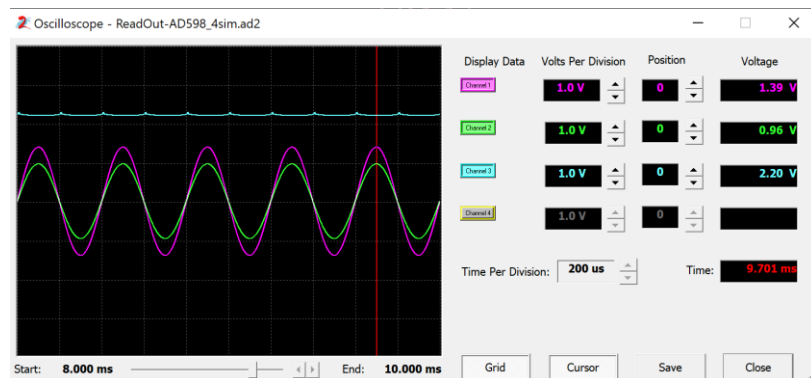 Oscilloscope - ReadOut-AD598_4sim.ad2
Display Data Volts Per Division Position Voltage
Channel 1 1.0 V 0 1.39 V
Channel 2 1.0 V 0 0.96 V
Channel 3 1.0 V 0 2.20 V
Channel 4 1.0 V 0
Time Per Division: 200 us Time: 9.701 ms
Start: 8.000 ms End: 10.000 ms Grid Cursor Save Close